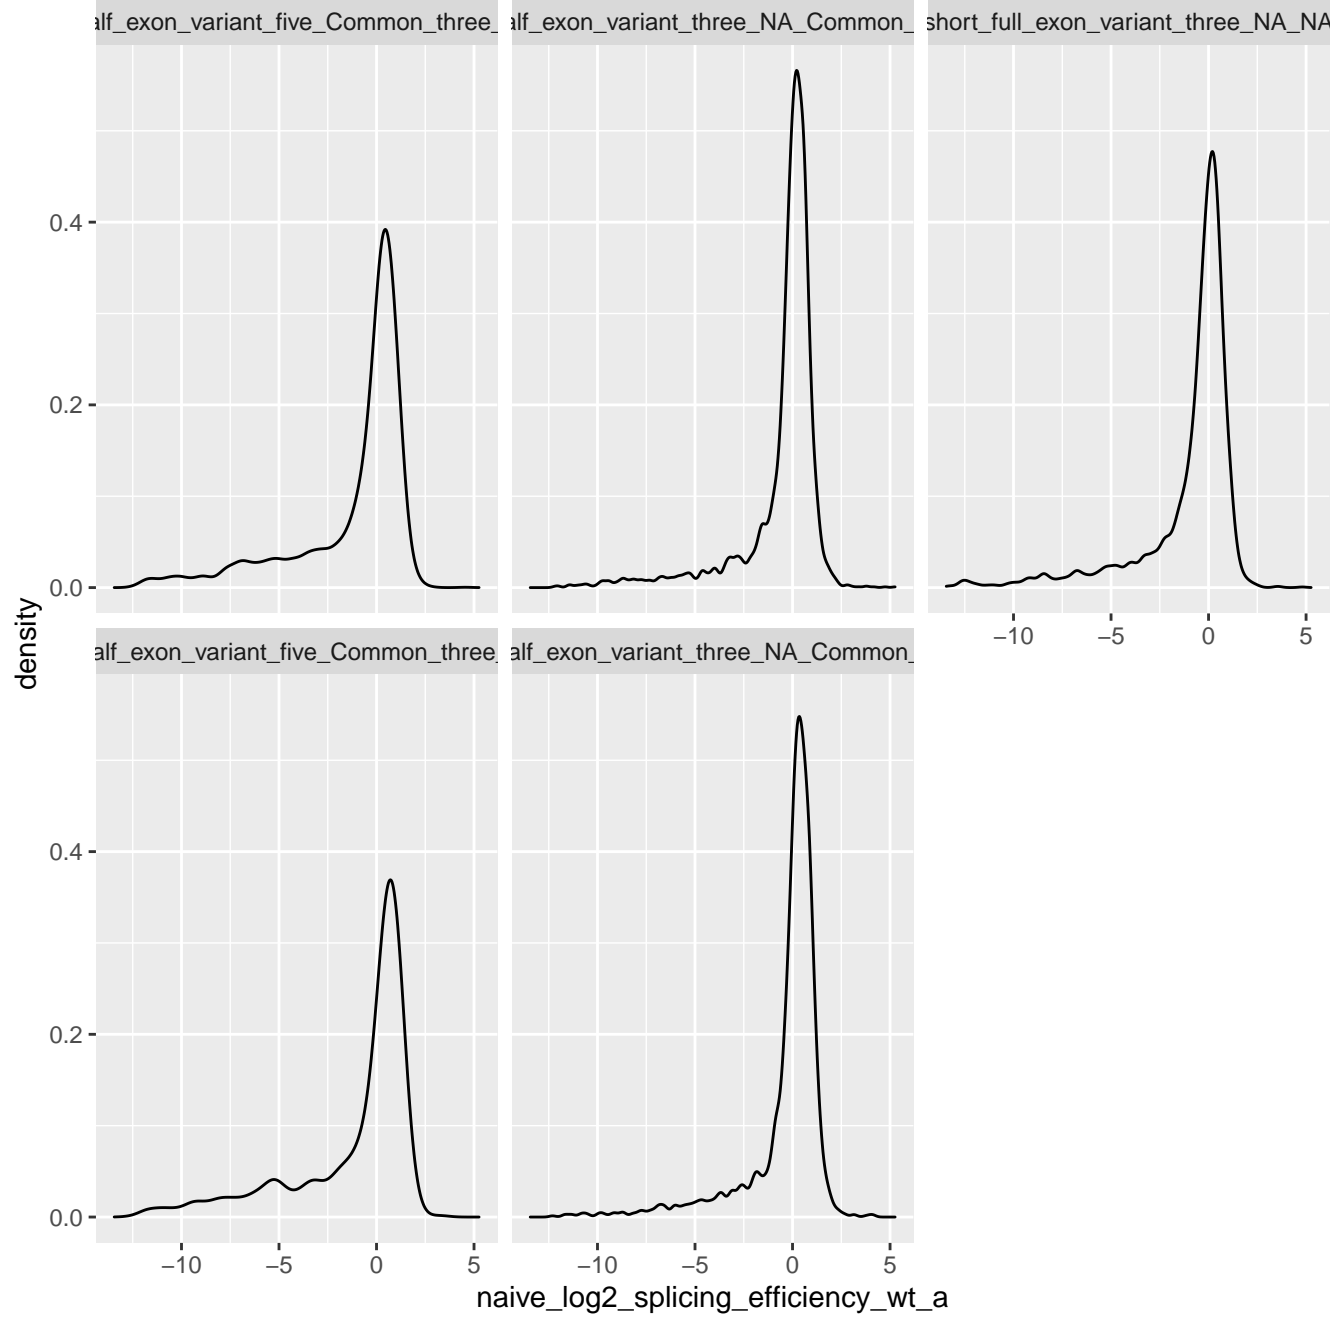 alf_exon_variant_five_Common_three_
alf_exon_variant_three_NA_Common_
short_full_exon_variant_three_NA_NA
0.4
0.2
0.0
−10 −5 0 5
density
alf_exon_variant_five_Common_three_
alf_exon_variant_three_NA_Common_
0.4
0.2
0.0
−10 −5 0 5
−10 −5 0 5
naive_log2_splicing_efficiency_wt_a